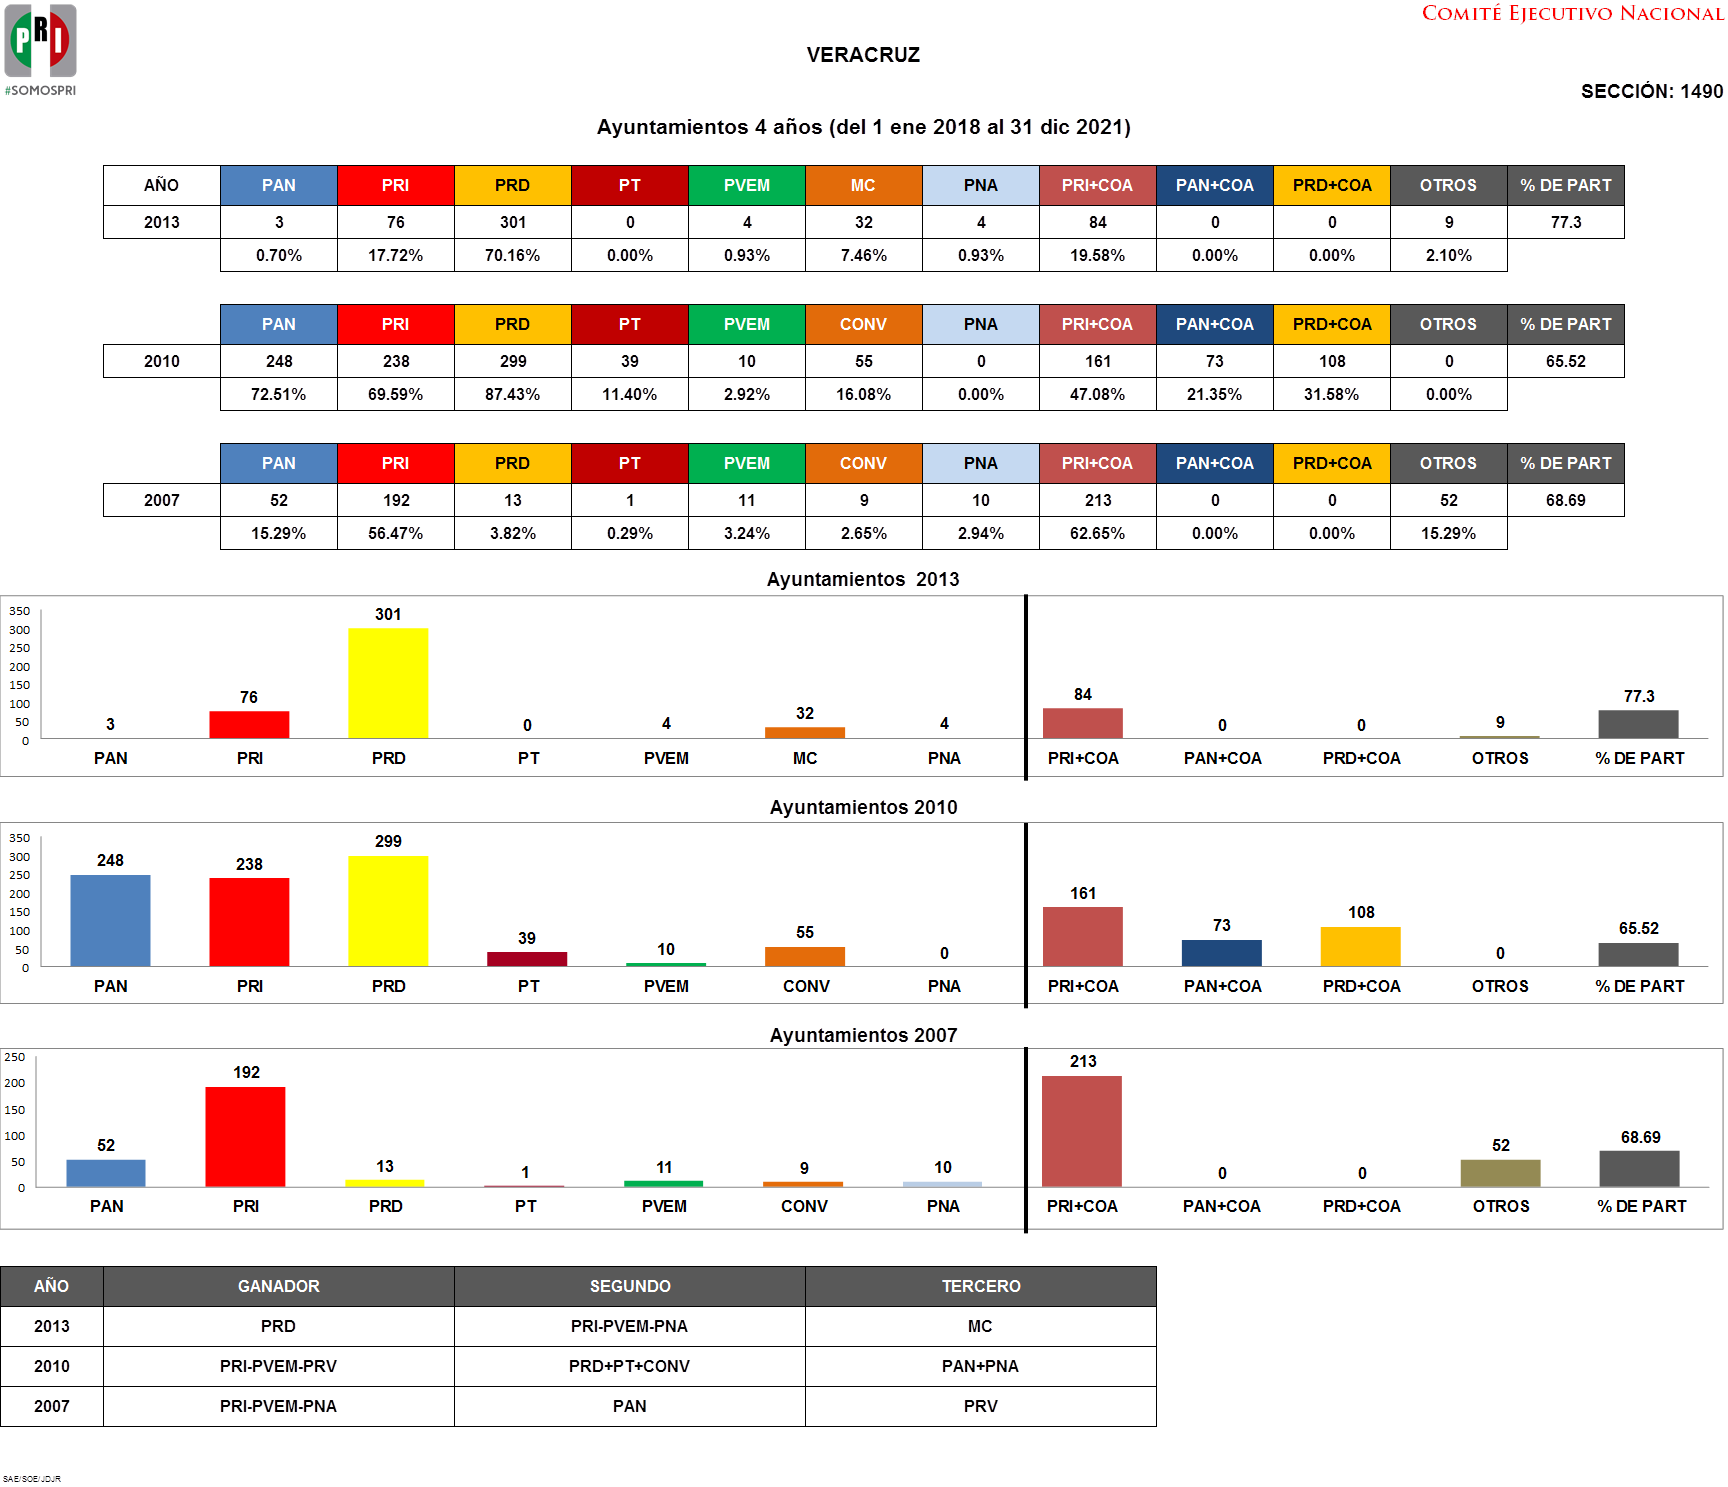 PRI
#SOMOSPRI
COMITÉ EJECUTIVO NACIONAL
VERACRUZ
SECCIÓN: 1490
Ayuntamientos 4 años (del 1 ene 2018 al 31 dic 2021)
AÑO PAN PRI PRD PT PVEM MC PNA PRI+COA PAN+COA PRD+COA OTROS % DE PART
2013 3 76 301 0 4 32 4 84 0 0 9 77.3
0.70% 17.72% 70.16% 0.00% 0.93% 7.46% 0.93% 19.58% 0.00% 0.00% 2.10%
PAN PRI PRD PT PVEM CONV PNA PRI+COA PAN+COA PRD+COA OTROS % DE PART
2010 248 238 299 39 10 55 0 161 73 108 0 65.52
72.51% 69.59% 87.43% 11.40% 2.92% 16.08% 0.00% 47.08% 21.35% 31.58% 0.00%
PAN PRI PRD PT PVEM CONV PNA PRI+COA PAN+COA PRD+COA OTROS % DE PART
2007 52 192 13 1 11 9 10 213 0 0 52 68.69
15.29% 56.47% 3.82% 0.29% 3.24% 2.65% 2.94% 62.65% 0.00% 0.00% 15.29%
Ayuntamientos 2013
350
300
250
200
150
100
50
0
3 76 301 0 4 32 4 84 0 0 9 77.3
PAN PRI PRD PT PVEM MC PNA PRI+COA PAN+COA PRD+COA OTROS % DE PART
Ayuntamientos 2010
350
300
250
200
150
100
50
0
248 238 299 39 10 55 0 161 73 108 0 65.52
PAN PRI PRD PT PVEM CONV PNA PRI+COA PAN+COA PRD+COA OTROS % DE PART
Ayuntamientos 2007
250
200
150
100
50
0
52 192 13 1 11 9 10 213 0 0 52 68.69
PAN PRI PRD PT PVEM CONV PNA PRI+COA PAN+COA PRD+COA OTROS % DE PART
AÑO GANADOR SEGUNDO TERCERO
2013 PRD PRI-PVEM-PNA MC
2010 PRI-PVEM-PRV PRD+PT+CONV PAN+PNA
2007 PRI-PVEM-PNA PAN PRV
SAE/SOE/JDJR